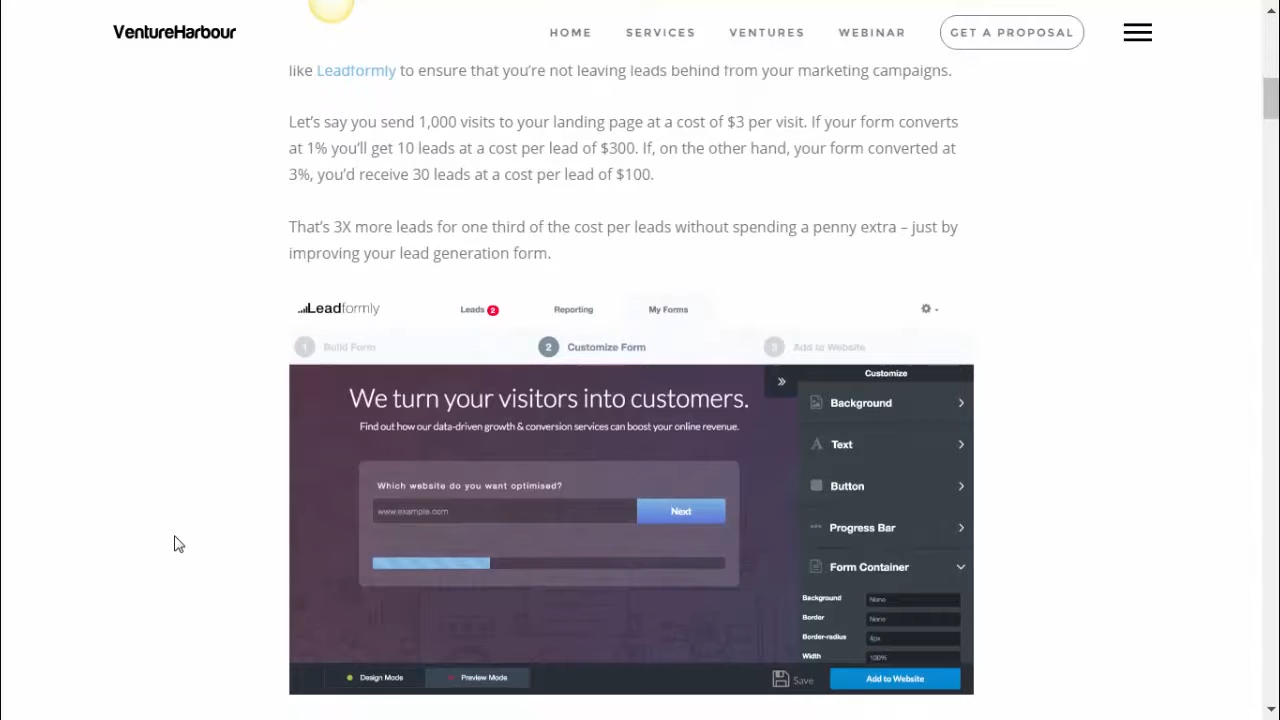 VentureHarbour
HOME SERVICES VENTURES WEBINAR GET A PROPOSAL
like Leadformly to ensure that you're not leaving leads behind from your marketing campaigns.
Let's say you send 1,000 visits to your landing page at a cost of $3 per visit. If your form converts
at 1% you'll get 10 leads at a cost per lead of $300. If, on the other hand, your form converted at
3%, you'd receive 30 leads at a cost per lead of $100.
That's 3X more leads for one third of the cost per leads without spending a penny extra – just by
improving your lead generation form.
Leadformly Leads 2 Reporting My Forms
1 Build Form 2 Customize Form 3 Add to Website
Customize
We turn your visitors into customers.
Find out how our data-driven growth & conversion services can boost your online revenue.
Background
Text
Button
Progress Bar
Form Container
Which website do you want optimised?
www.example.com Next
Background None
Border None
Border-radius 4px
Width 100%
Design Mode Preview Mode Save Add to Website